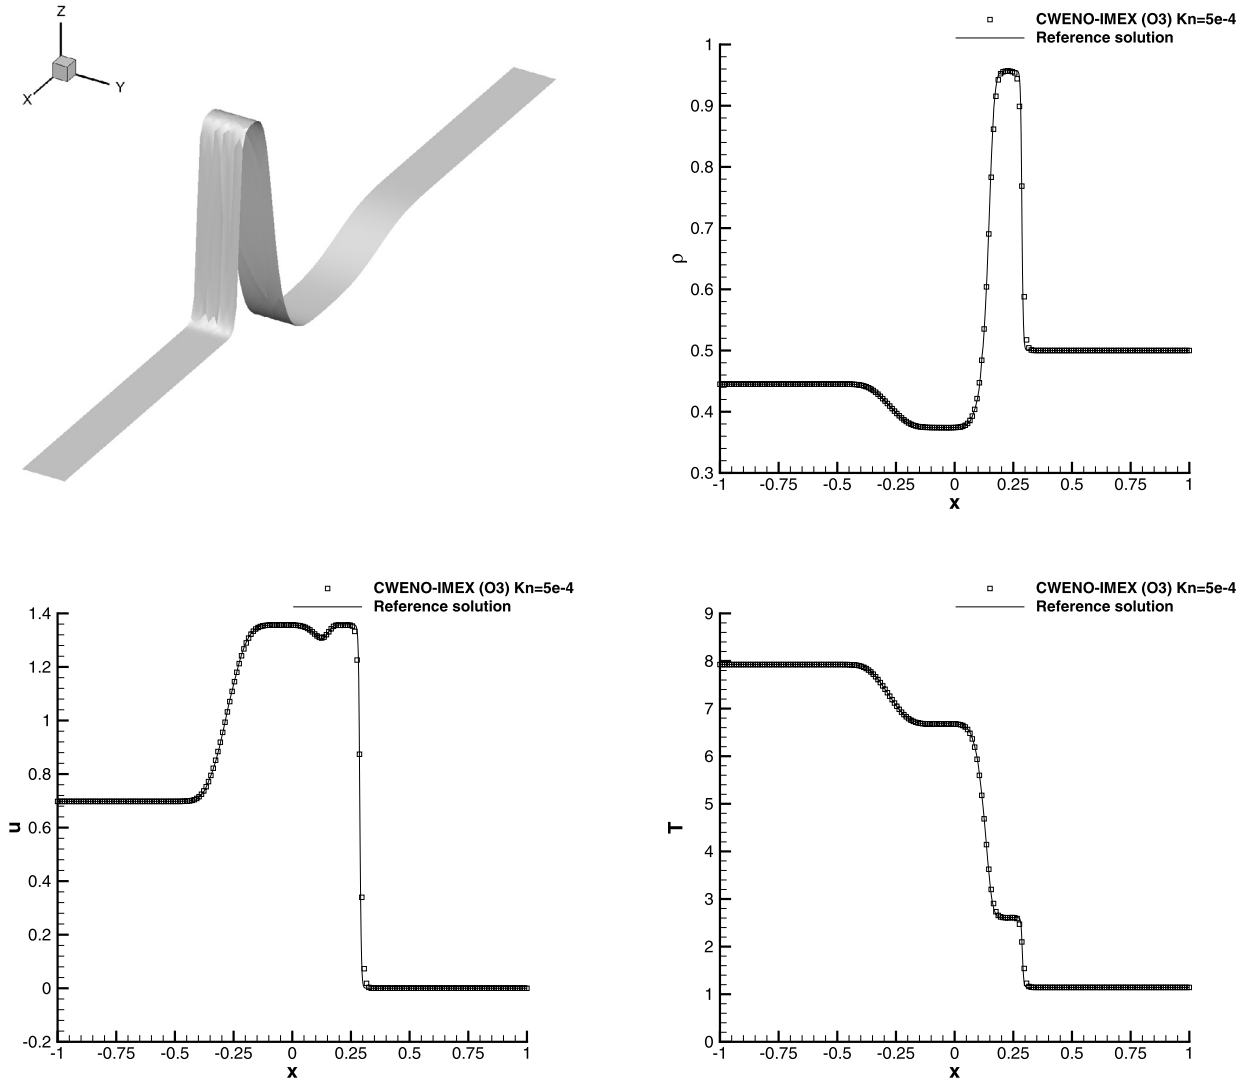 Z
X
Y
CWENO-IMEX (O3) Kn=5e-4
Reference solution
1
0.9
0.8
0.7
ρ
0.6
0.5
0.4
0.3
-1 -0.75 -0.5 -0.25 0 0.25 0.5 0.75 1
x
CWENO-IMEX (O3) Kn=5e-4
Reference solution
1.4
1.2
1
0.8
u
0.6
0.4
0.2
0
-0.2
-1 -0.75 -0.5 -0.25 0 0.25 0.5 0.75 1
x
CWENO-IMEX (O3) Kn=5e-4
Reference solution
9
8
7
6
5
T
4
3
2
1
0
-1 -0.75 -0.5 -0.25 0 0.25 0.5 0.75 1
x